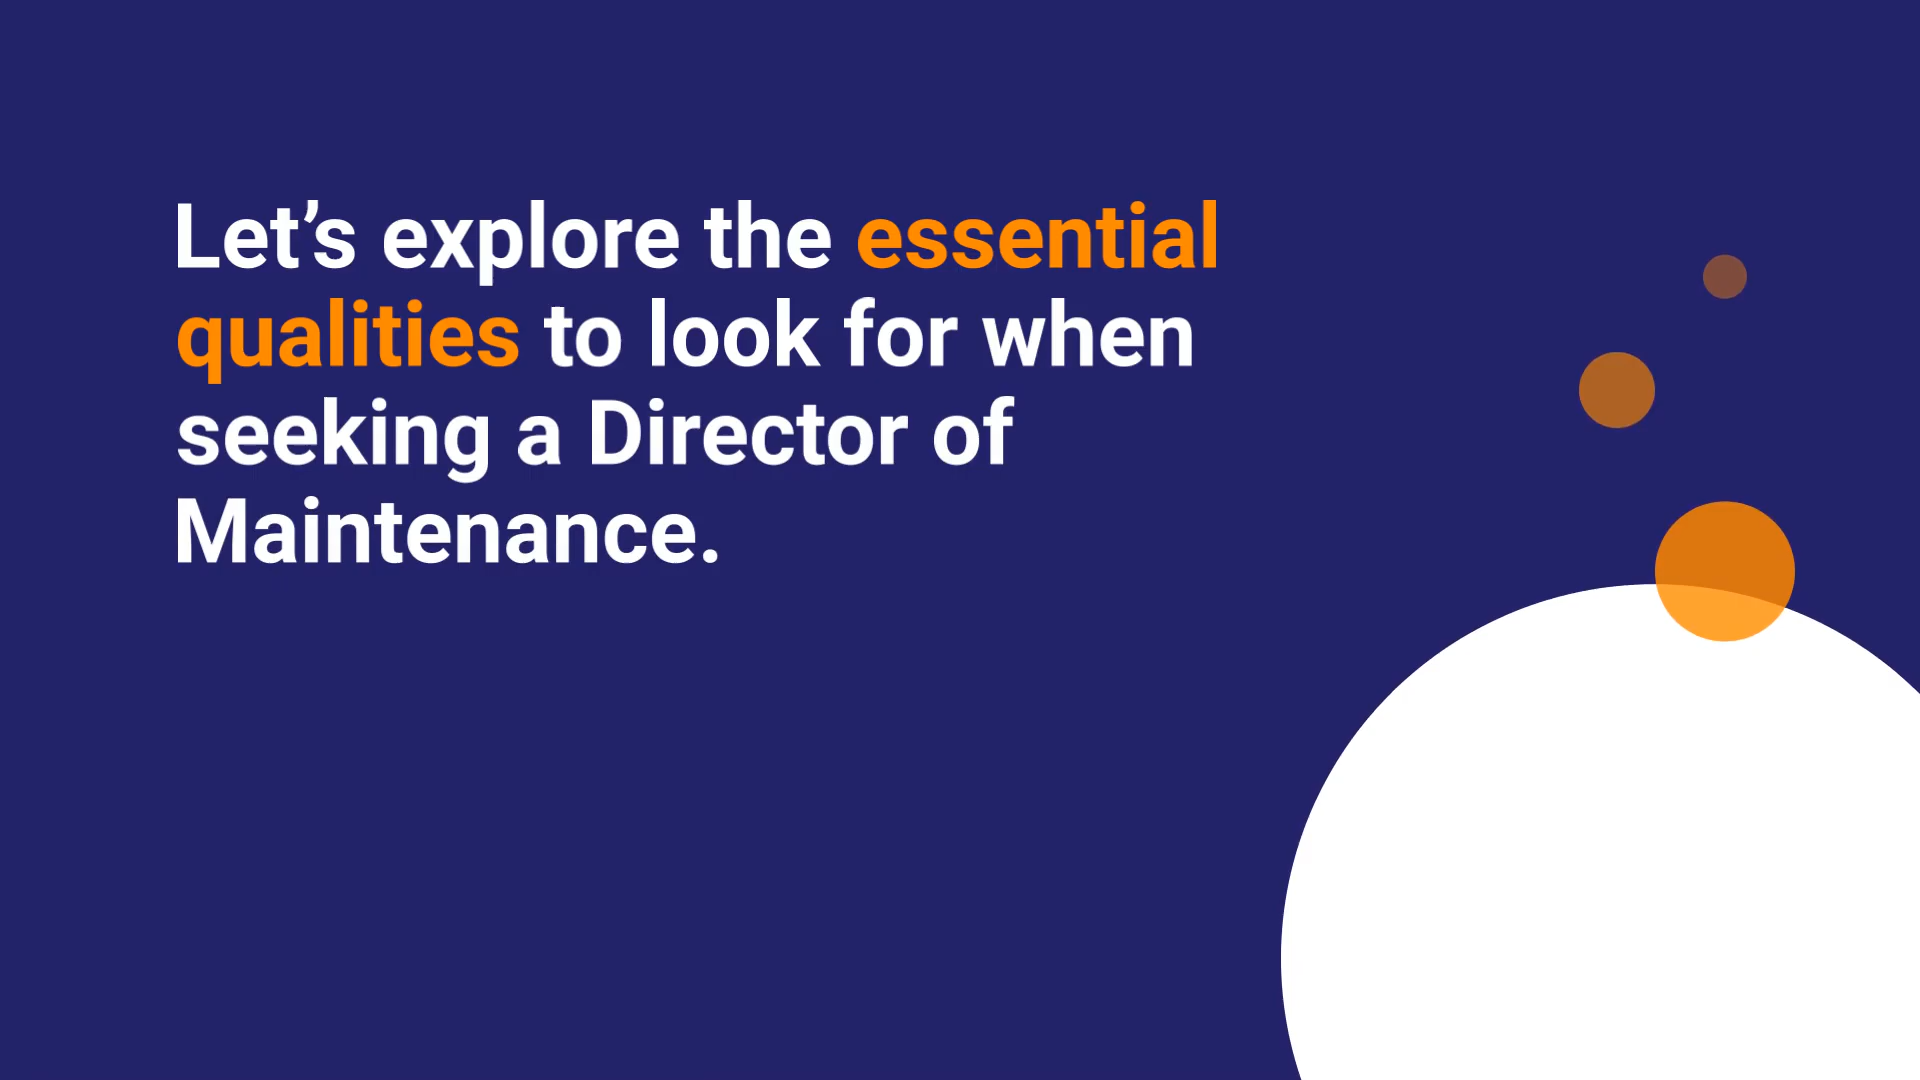 Let’s explore the essential
qualities to look for when
seeking a Director of
Maintenance.